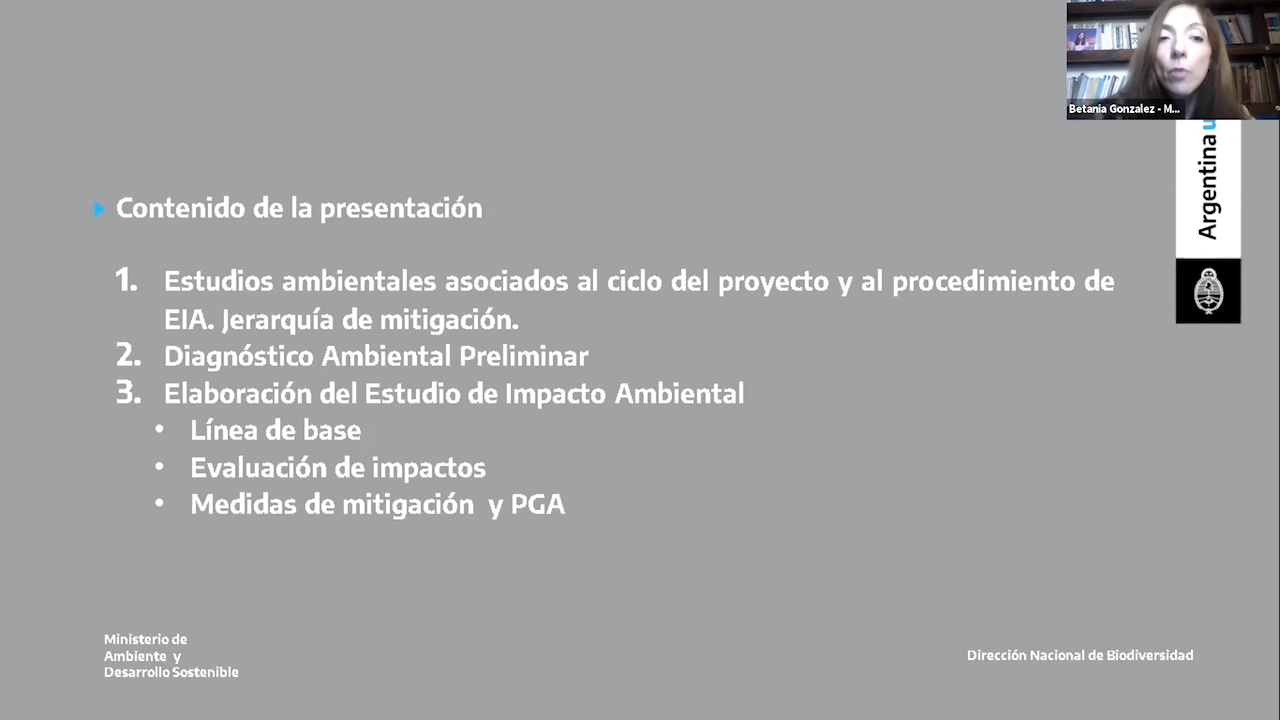 Betania Gonzalez - M...
Argentina
Contenido de la presentación
1. Estudios ambientales asociados al ciclo del proyecto y al procedimiento de
EIA. Jerarquía de mitigación.
2. Diagnóstico Ambiental Preliminar
3. Elaboración del Estudio de Impacto Ambiental
• Línea de base
• Evaluación de impactos
• Medidas de mitigación y PGA
Ministerio de
Ambiente y
Desarrollo Sostenible
Dirección Nacional de Biodiversidad